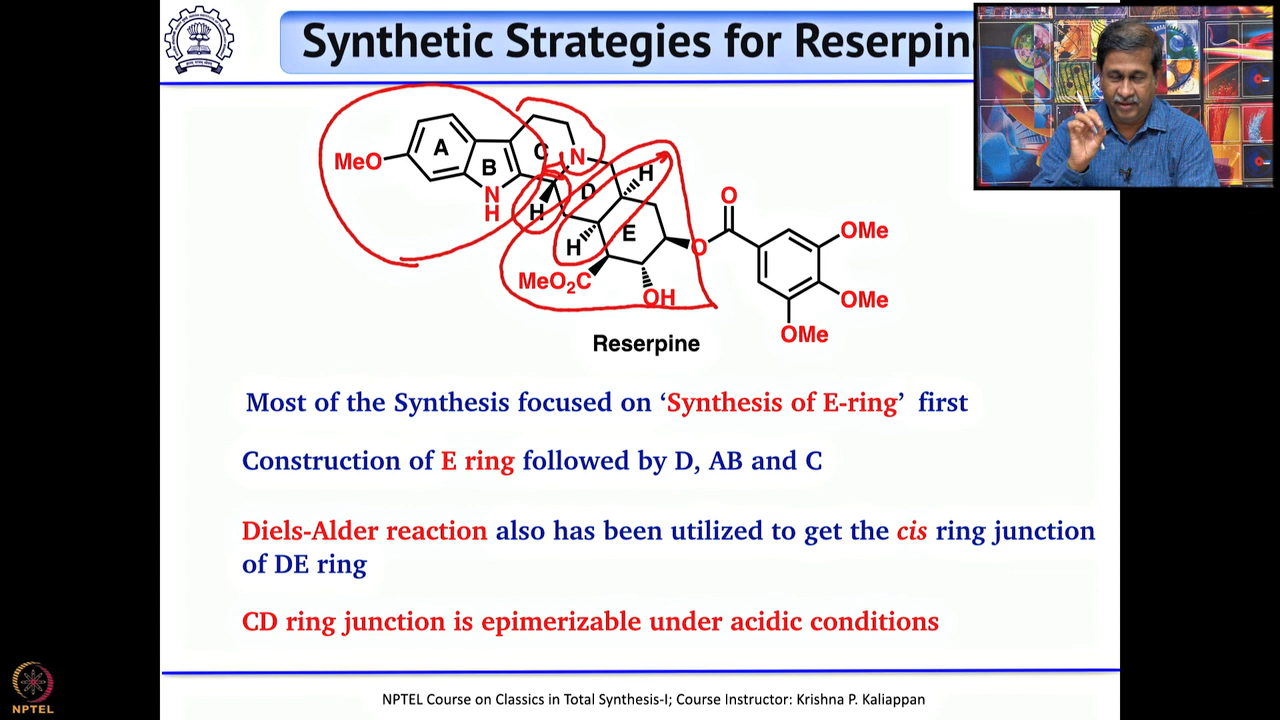 Synthetic Strategies for Reserpin
MeO
A
B
C
N
N
H
H
D
H
H
E
O
O
MeO₂C
OH
OMe
OMe
OMe
Reserpine
Most of the Synthesis focused on ‘Synthesis of E-ring’ first
Construction of E ring followed by D, AB and C
Diels-Alder reaction also has been utilized to get the cis ring junction
of DE ring
CD ring junction is epimerizable under acidic conditions
NPTEL Course on Classics in Total Synthesis-I; Course Instructor: Krishna P. Kaliappan
NPTEL